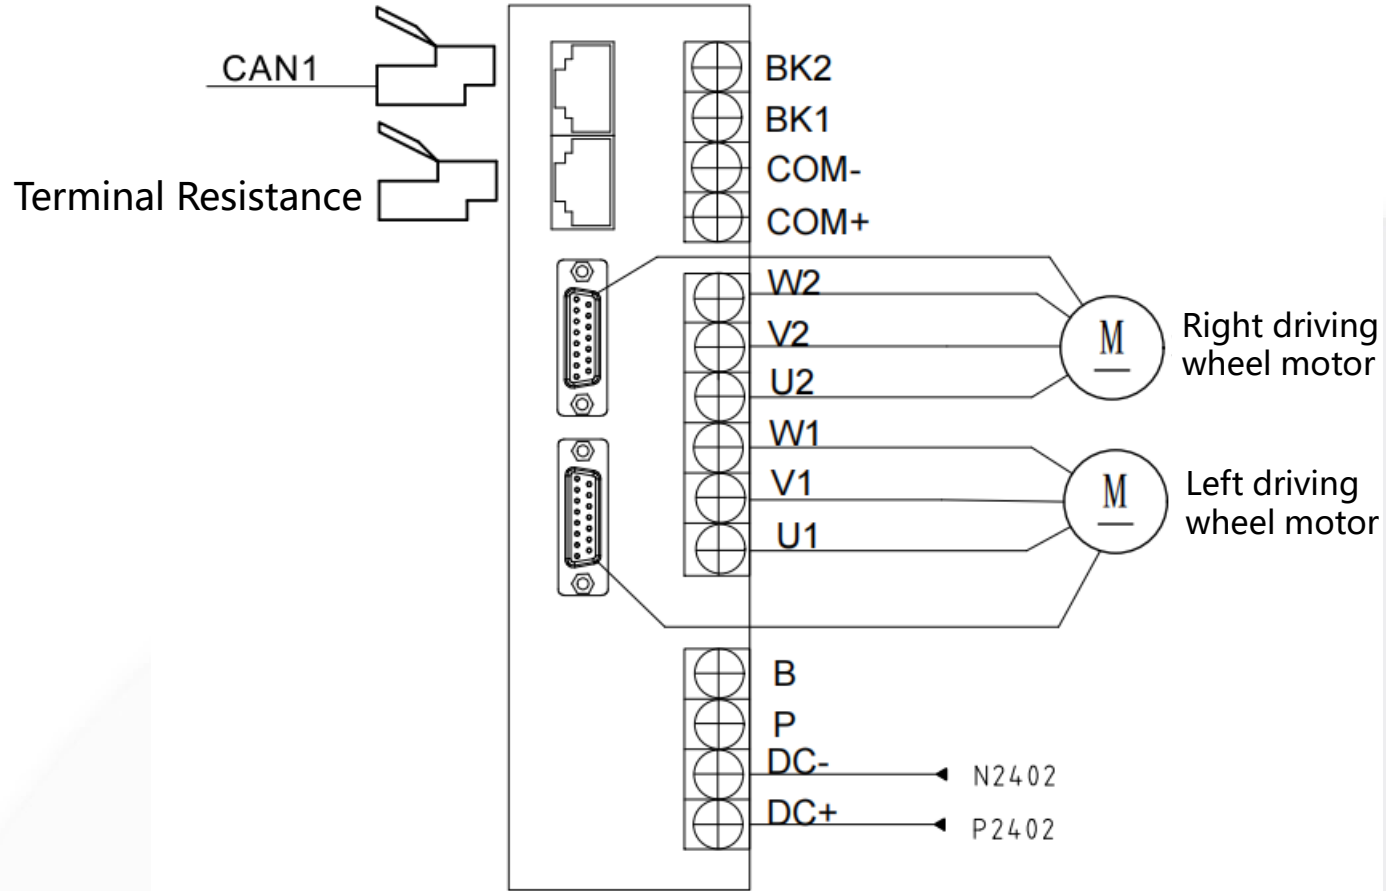 CAN1
Terminal Resistance
BK2
BK1
COM-
COM+
W2
V2
U2
W1
V1
U1
M
Right driving
wheel motor
M
Left driving
wheel motor
B
P
DC-
N2402
DC+
P2402